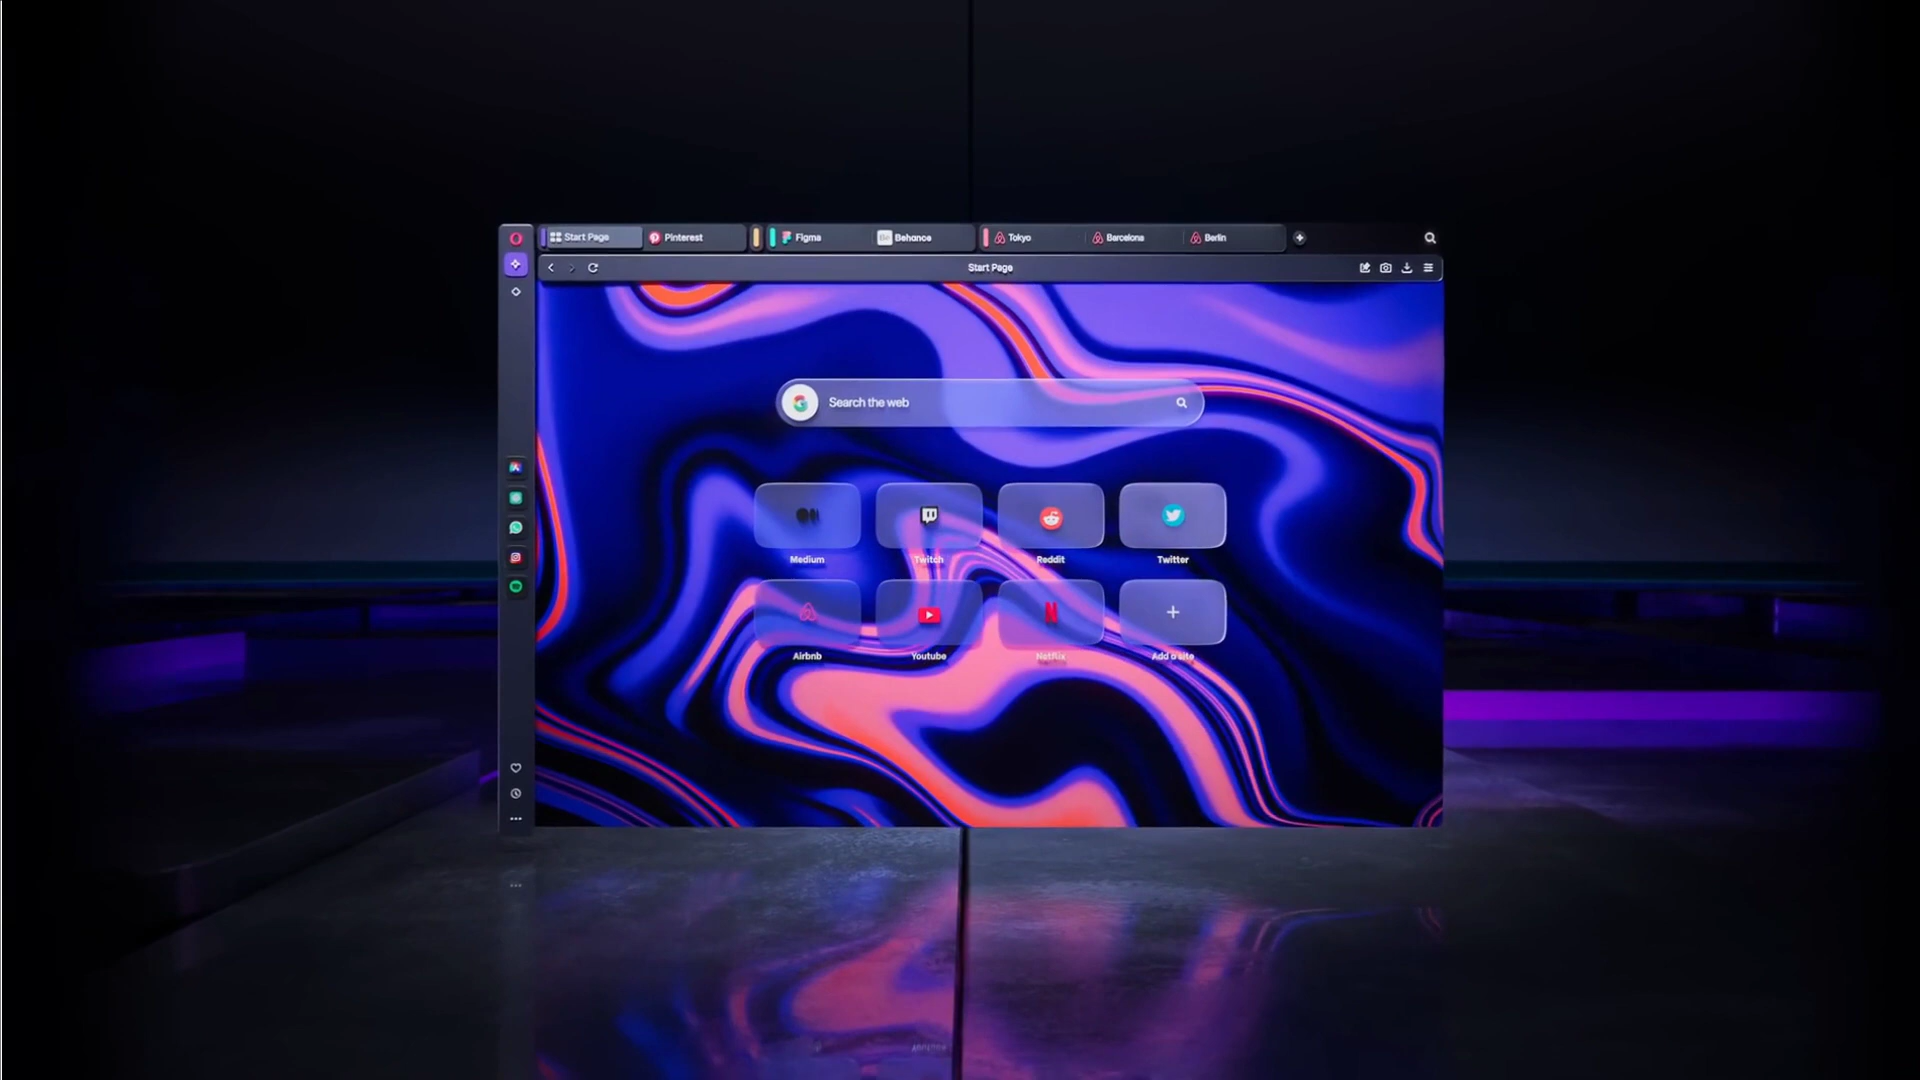 Start Page
Pinterest
Figma
Behance
Tokyo
Barcelona
Berlin
Start Page
Search the web
Medium
Twitch
Reddit
Twitter
Airbnb
Youtube
Netflix
Add a site